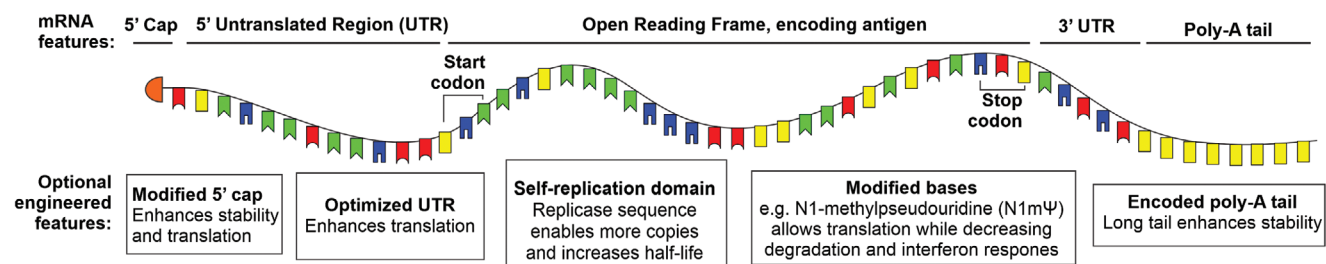 mRNA features:
5' Cap
5' Untranslated Region (UTR)
Open Reading Frame, encoding antigen
3' UTR
Poly-A tail
Start
codon
Stop
codon
Optional
engineered
features:
Modified 5' cap
Enhances stability
and translation
Optimized UTR
Enhances translation
Self-replication domain
Replicase sequence
enables more copies
and increases half-life
Modified bases
e.g. N1-methylpseudouridine (N1mΨ)
allows translation while decreasing
degradation and interferon respones
Encoded poly-A tail
Long tail enhances stability